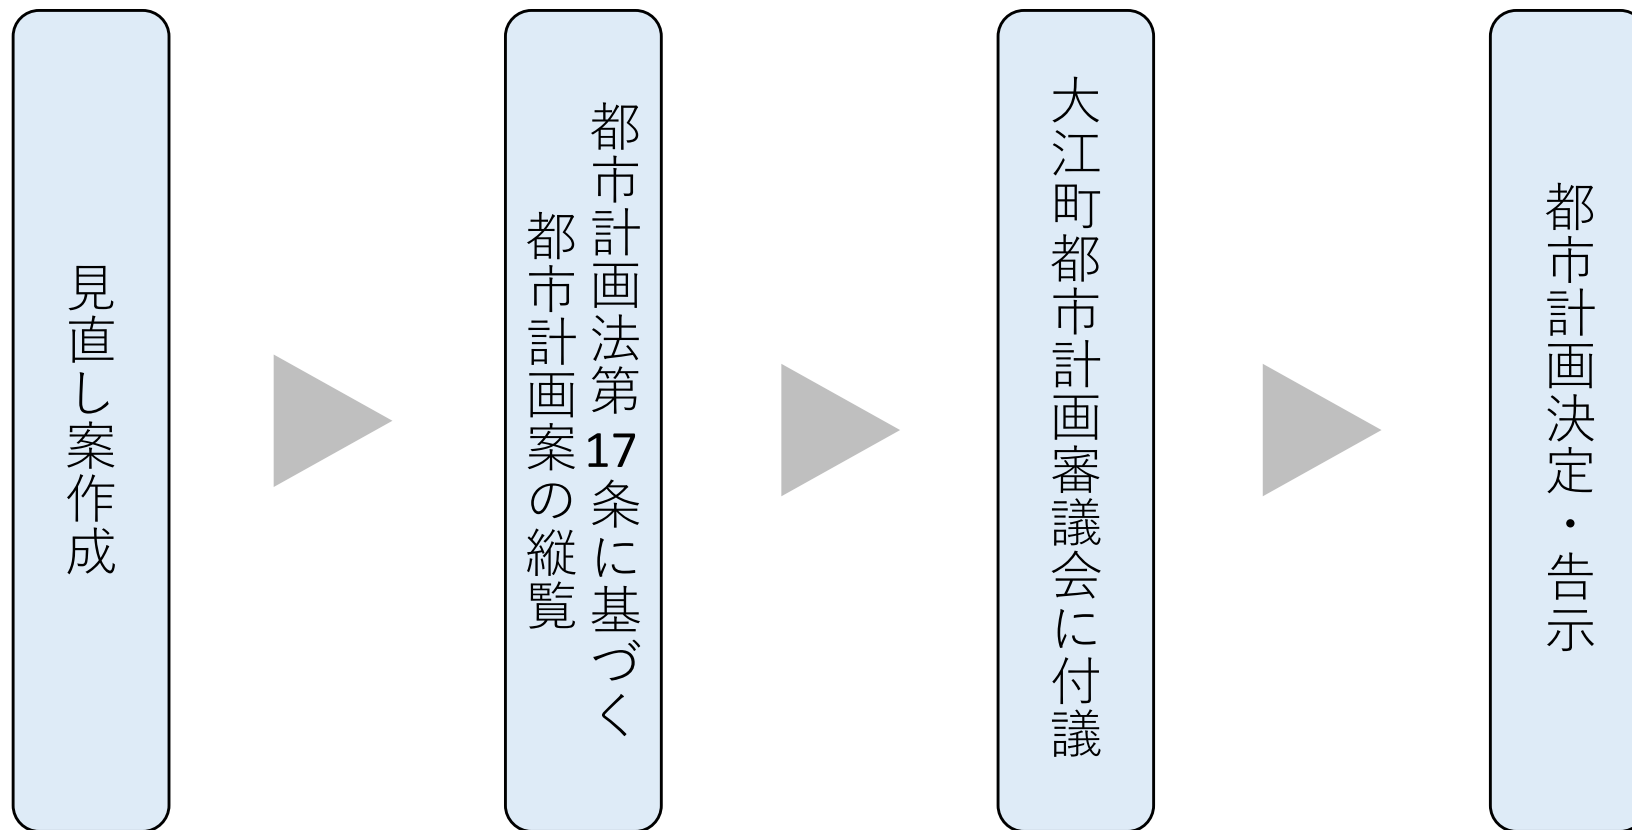 見直し案作成
都市計画法第17条に基づく
都市計画案の縦覧
大江町都市計画審議会に付議
都市計画決定・告示